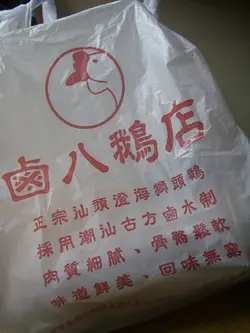 鹵八鵝店
正宗汕頭澄海獅頭鵝
採用潮汕古方鹵水制
肉質細膩、骨骼鬆軟
味道鮮美、回味無窮